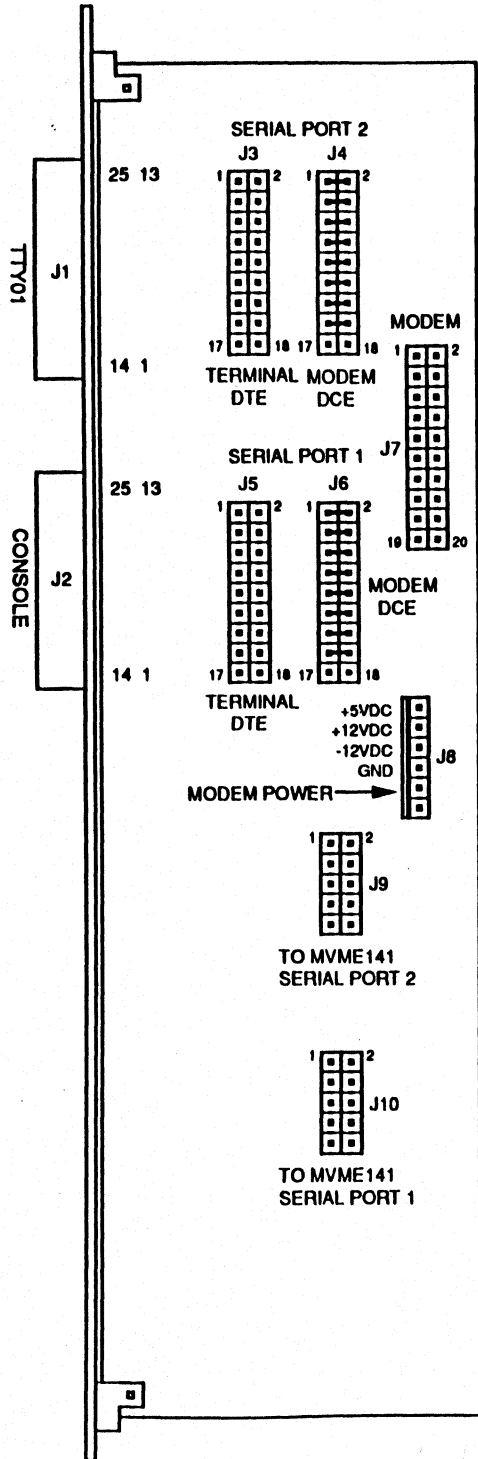 SERIAL PORT 2
J3 J4
25 13
1 2 1 2
TTY01
J1
14 1
17 18 17 18
TERMINAL DTE
MODEM DCE
MODEM
1 2
J7
19 20
SERIAL PORT 1
J5 J6
25 13
1 2 1 2
CONSOLE
J2
14 1
17 18 17 18
TERMINAL DTE
MODEM DCE
+5VDC
+12VDC
-12VDC
GND
J8
MODEM POWER
1 2
J9
TO MVME141
SERIAL PORT 2
1 2
J10
TO MVME141
SERIAL PORT 1